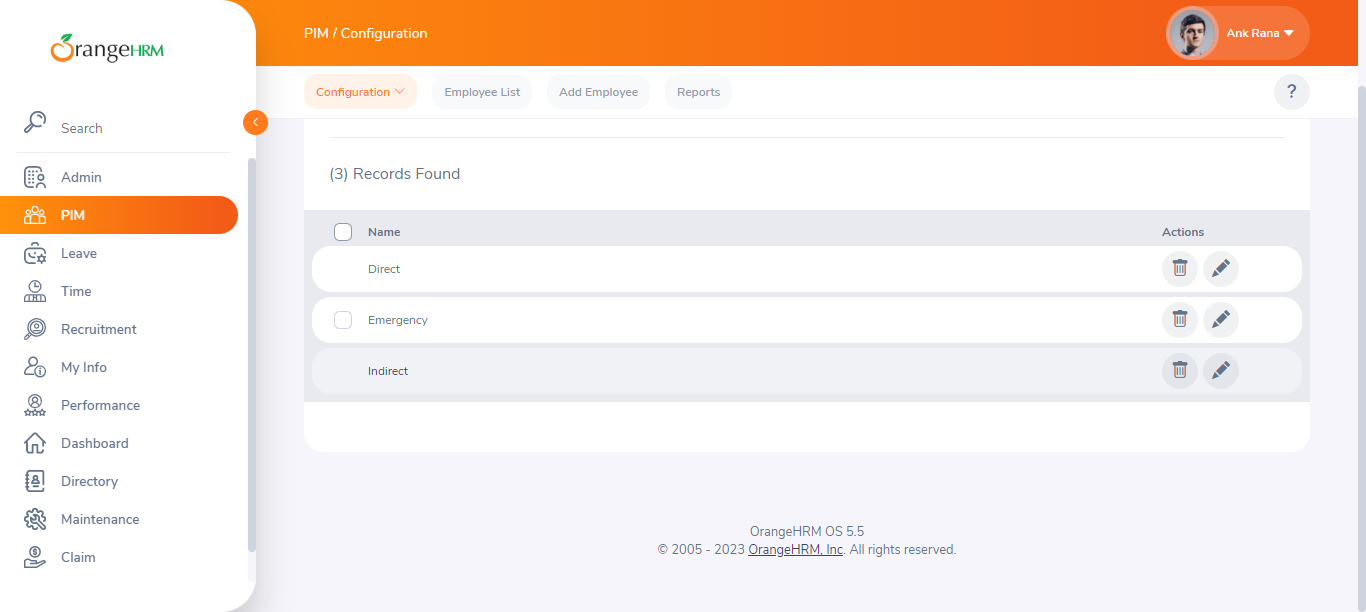 OrangeHRM
PIM / Configuration
Ank Rana
Configuration
Employee List
Add Employee
Reports
?
Search
Admin
PIM
Leave
Time
Recruitment
My Info
Performance
Dashboard
Directory
Maintenance
Claim
(3) Records Found
Name
Actions
Direct
Emergency
Indirect
OrangeHRM OS 5.5
© 2005 - 2023 OrangeHRM, Inc. All rights reserved.